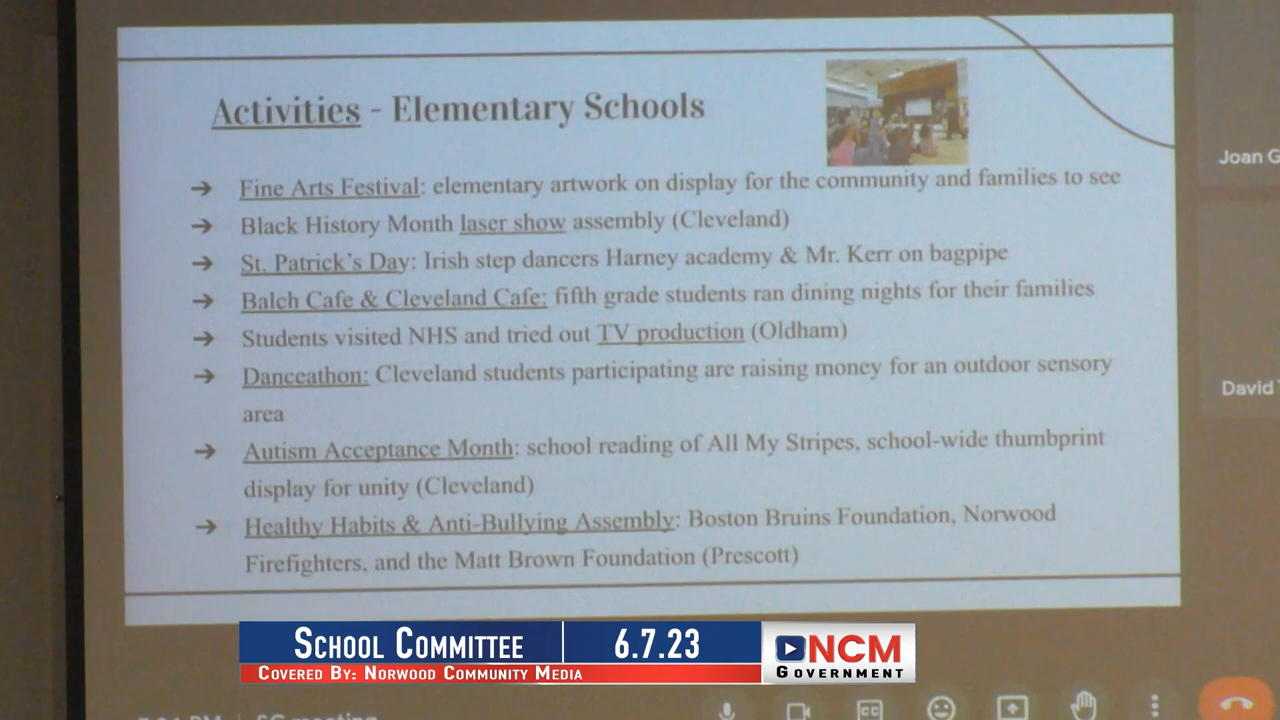 Activities - Elementary Schools
➔ Fine Arts Festival: elementary artwork on display for the community and families to see
➔ Black History Month laser show assembly (Cleveland)
➔ St. Patrick's Day: Irish step dancers Harney academy & Mr. Kerr on bagpipe
➔ Balch Cafe & Cleveland Cafe: fifth grade students ran dining nights for their families
➔ Students visited NHS and tried out TV production (Oldham)
➔ Danceathon: Cleveland students participating are raising money for an outdoor sensory
area
➔ Autism Acceptance Month: school reading of All My Stripes, school-wide thumbprint
display for unity (Cleveland)
➔ Healthy Habits & Anti-Bullying Assembly: Boston Bruins Foundation, Norwood
Firefighters, and the Matt Brown Foundation (Prescott)
Joan G
David
School Committee 6.7.23
Covered By: Norwood Community Media
NCM
Government
CC
PM | SC meeting